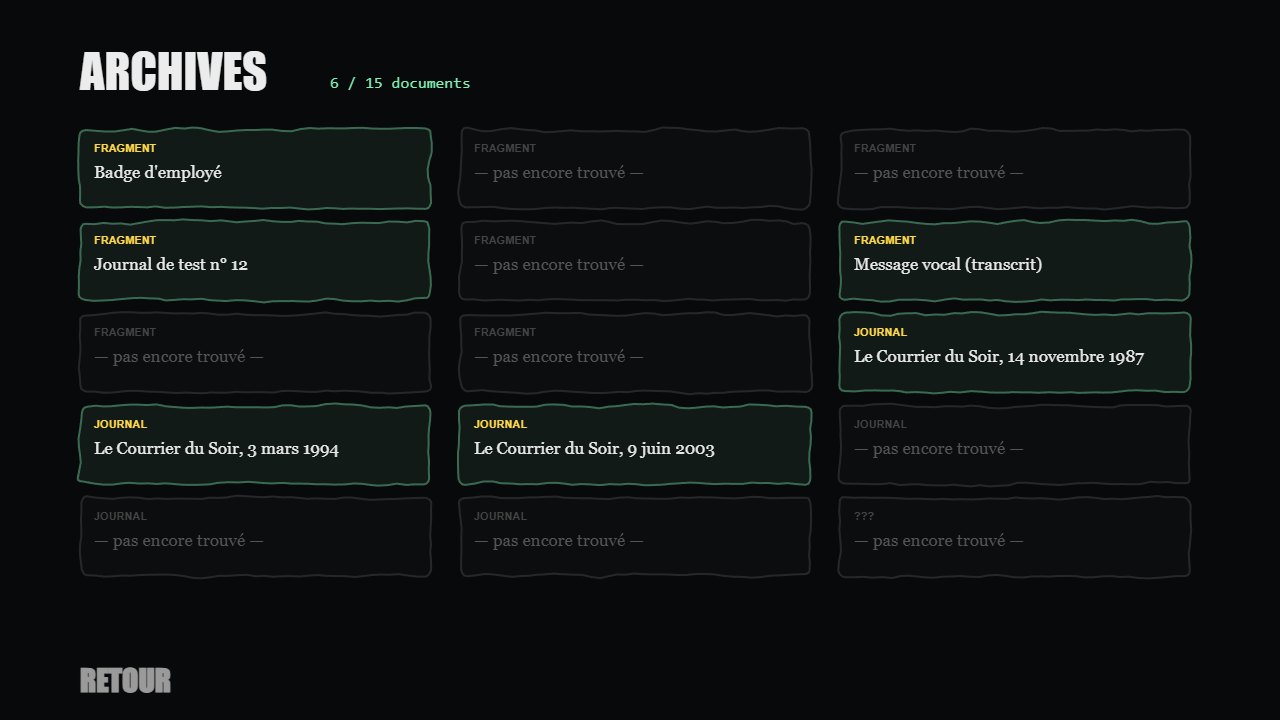 ARCHIVES
6 / 15 documents
FRAGMENT
Badge d'employé
FRAGMENT
— pas encore trouvé —
FRAGMENT
— pas encore trouvé —
FRAGMENT
Journal de test n° 12
FRAGMENT
— pas encore trouvé —
FRAGMENT
Message vocal (transcrit)
FRAGMENT
— pas encore trouvé —
FRAGMENT
— pas encore trouvé —
JOURNAL
Le Courrier du Soir, 14 novembre 1987
JOURNAL
Le Courrier du Soir, 3 mars 1994
JOURNAL
Le Courrier du Soir, 9 juin 2003
JOURNAL
— pas encore trouvé —
JOURNAL
— pas encore trouvé —
JOURNAL
— pas encore trouvé —
???
— pas encore trouvé —
RETOUR